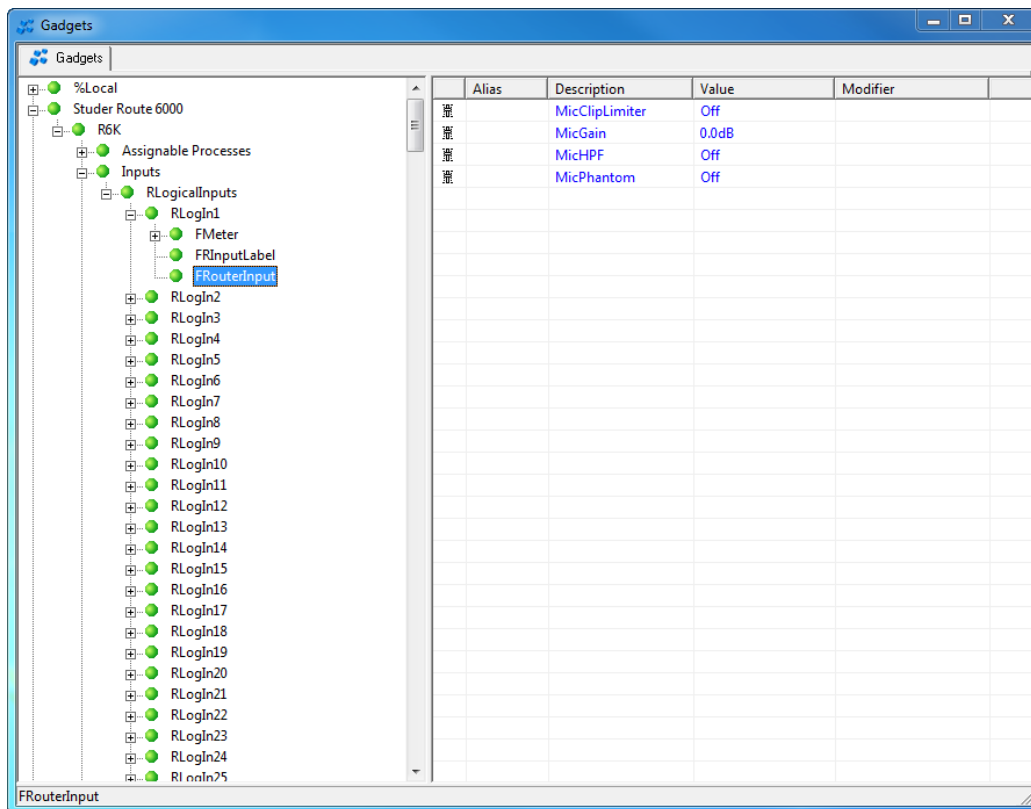 Gadgets
Gadgets
%Local
Studer Route 6000
R6K
Assignable Processes
Inputs
RLogicalInputs
RLogIn1
FMeter
FRInputLabel
FRouterInput
RLogIn2
RLogIn3
RLogIn4
RLogIn5
RLogIn6
RLogIn7
RLogIn8
RLogIn9
RLogIn10
RLogIn11
RLogIn12
RLogIn13
RLogIn14
RLogIn15
RLogIn16
RLogIn17
RLogIn18
RLogIn19
RLogIn20
RLogIn21
RLogIn22
RLogIn23
RLogIn24
RLogIn25
Alias Description Value Modifier
MicClipLimiter Off
MicGain 0.0dB
MicHPF Off
MicPhantom Off
FRouterInput